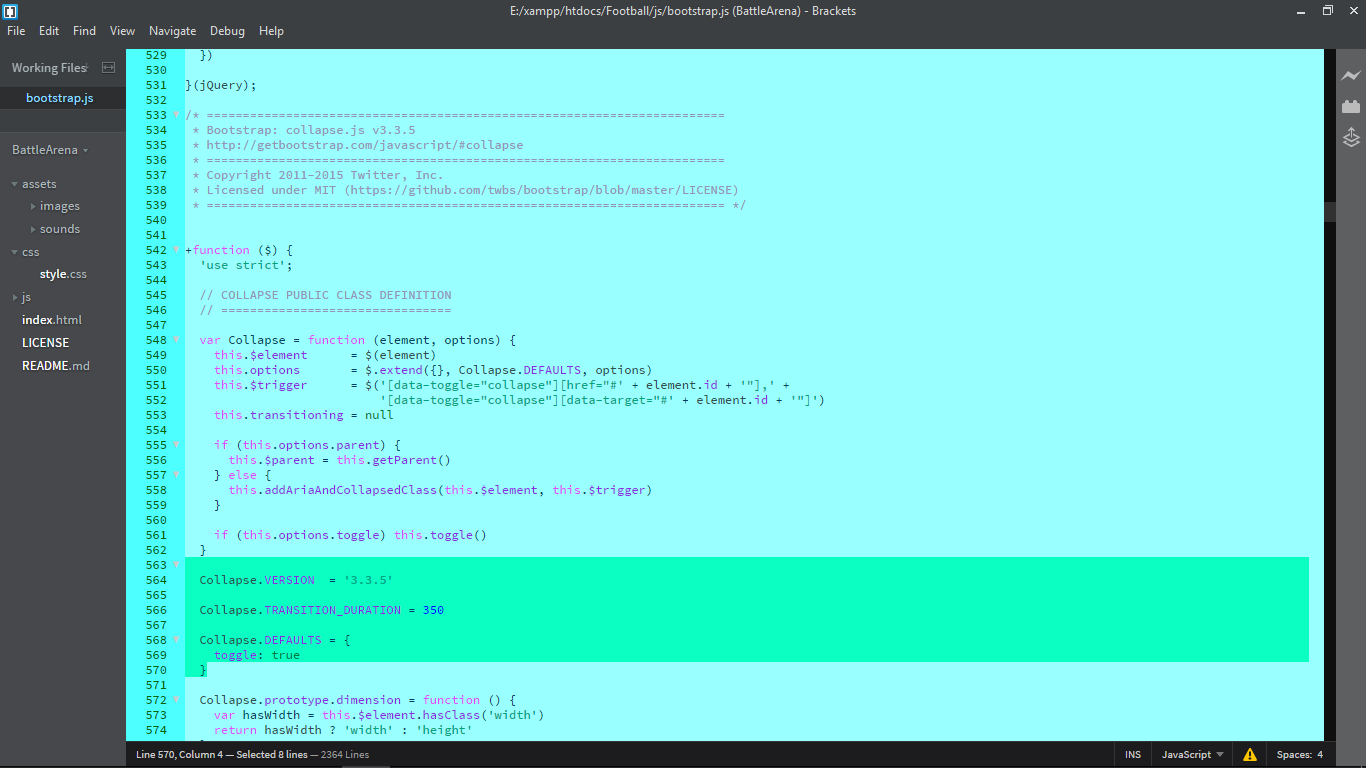 E:/xampp/htdocs/Football/js/bootstrap.js (BattleArena) - Brackets
File Edit Find View Navigate Debug Help
Working Files
bootstrap.js
BattleArena
assets
images
sounds
css
style.css
js
index.html
LICENSE
README.md
529   })
530
531 }(jQuery);
532
533 /* ========================================================================
534  * Bootstrap: collapse.js v3.3.5
535  * http://getbootstrap.com/javascript/#collapse
536  * ========================================================================
537  * Copyright 2011-2015 Twitter, Inc.
538  * Licensed under MIT (https://github.com/twbs/bootstrap/blob/master/LICENSE)
539  * ======================================================================== */
540
541
542 +function ($) {
543   'use strict';
544
545   // COLLAPSE PUBLIC CLASS DEFINITION
546   // ================================
547
548   var Collapse = function (element, options) {
549     this.$element      = $(element)
550     this.options       = $.extend({}, Collapse.DEFAULTS, options)
551     this.$trigger      = $('[data-toggle="collapse"][href="#' + element.id + '"],' +
552                            '[data-toggle="collapse"][data-target="#' + element.id + '"]')
553     this.transitioning = null
554
555     if (this.options.parent) {
556       this.$parent = this.getParent()
557     } else {
558       this.addAriaAndCollapsedClass(this.$element, this.$trigger)
559     }
560
561     if (this.options.toggle) this.toggle()
562   }
563
564   Collapse.VERSION  = '3.3.5'
565
566   Collapse.TRANSITION_DURATION = 350
567
568   Collapse.DEFAULTS = {
569     toggle: true
570   }
571
572   Collapse.prototype.dimension = function () {
573     var hasWidth = this.$element.hasClass('width')
574     return hasWidth ? 'width' : 'height'
Line 570, Column 4 — Selected 8 lines — 2364 Lines INS JavaScript Spaces: 4